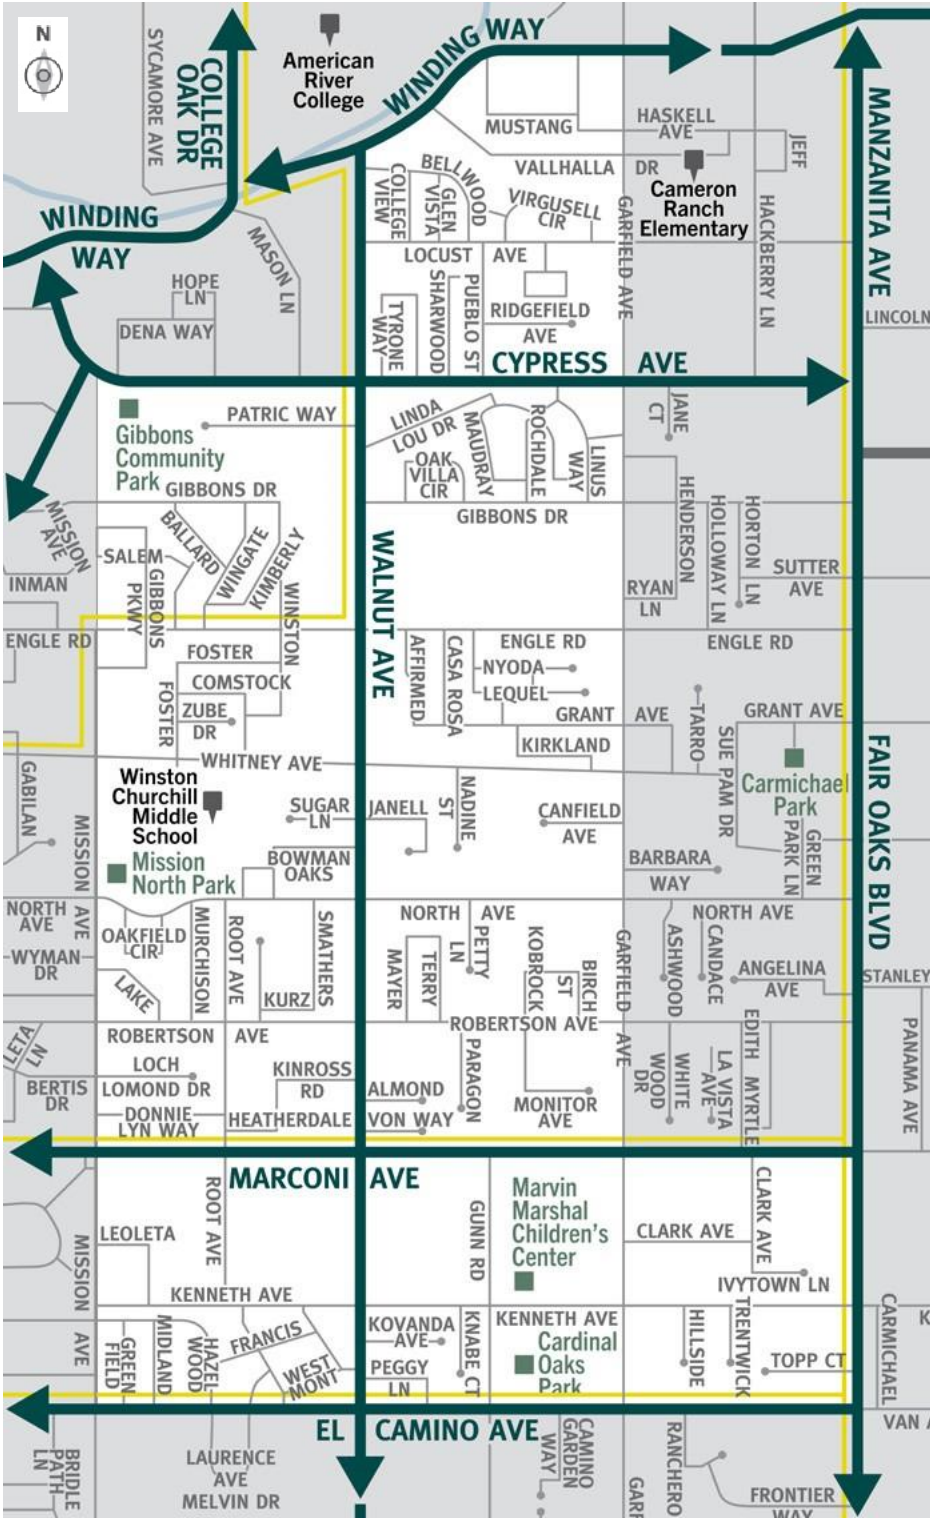 N
SYCAMORE AVE
COLLEGE
OAK DR
American
River
College
WINDING WAY
MUSTANG
HASKELL
AVE
JEFF
VALLHALLA DR
Cameron
Ranch
Elementary
MANZANITA AVE
BELLWOOD
COLLEGE
VIEW
GLEN
VISTA
VIRGUSELL
CIR
GARFIELD AVE
HACKBERRY LN
WINDING
WAY
MASON LN
LOCUST AVE
HOPE
LN
DENA WAY
TYRONE
WAY
SHARWOOD
PUEBLO ST
RIDGEFIELD
AVE
LINCOLN
CYPRESS AVE
Gibbons
Community
Park
PATRIC WAY
LINDA
LOU DR
MAUDRAY
ROCHDALE
LINUS
WAY
JANE
CT
OAK
VILLA
CIR
GIBBONS DR
GIBBONS DR
MISSION
AVE
BALLARD
WINGATE
KIMBERLY
SALEM
GIBBONS
PKWY
WINSTON
WALNUT AVE
HENDERSON
HOLLOWAY LN
HORTON LN
SUTTER
AVE
INMAN
RYAN
LN
ENGLE RD
ENGLE RD
ENGLE RD
FOSTER
COMSTOCK
FOSTER
ZUBE
DR
AFFIRMED
CASA ROSA
NYODA
LEQUEL
GRANT AVE
KIRKLAND
TARRO
SUE PAM DR
GRANT AVE
FAIR OAKS BLVD
Carmichael
Park
WHITNEY AVE
GABILAN
Winston
Churchill
Middle
School
SUGAR
LN
JANELL
NADINE
ST
CANFIELD
AVE
GREEN
PARK LN
MISSION AVE
Mission
North Park
BOWMAN
OAKS
BARBARA
WAY
NORTH
AVE
NORTH AVE
NORTH AVE
WYMAN
DR
OAKFIELD
CIR
MURCHISON
ROOT AVE
SMATHERS
KURZ
LAKE
MAYER
TERRY
PETTY
LN
KOBROCK
ST
BIRCH
GARFIELD AVE
ASHWOOD
CANDACE
ANGELINA
AVE
STANLEY
ROBERTSON AVE
ROBERTSON AVE
LETA
LN
BERTIS
DR
LOCH
LOMOND DR
DONNIE
LYN WAY
KINROSS
RD
HEATHERDALE
ALMOND
VON WAY
PARAGON
MONITOR
AVE
WHITE
WOOD
DR
LA VISTA
AVE
EDITH
MYRTLE
PANAMA AVE
MARCONI AVE
ROOT AVE
LEOLETA
MISSION AVE
GUNN RD
Marvin
Marshal
Children's
Center
CLARK AVE
CLARK AVE
IVYTOWN LN
KENNETH AVE
KENNETH AVE
K
GREEN
FIELD
MIDLAND
HAZEL
WOOD
FRANCIS
WEST
MONT
KOVANDA
AVE
PEGGY
LN
KNABE CT
Cardinal
Oaks
Park
HILLSIDE
TRENTWICK
TOPP CT
CARMICHAEL
EL CAMINO AVE
VAN A
BRIDLE
PATH
LN
LAURENCE
AVE
MELVIN DR
CAMINO
GARDEN
WAY
GARF
RANCHERO
FRONTIER
WAY